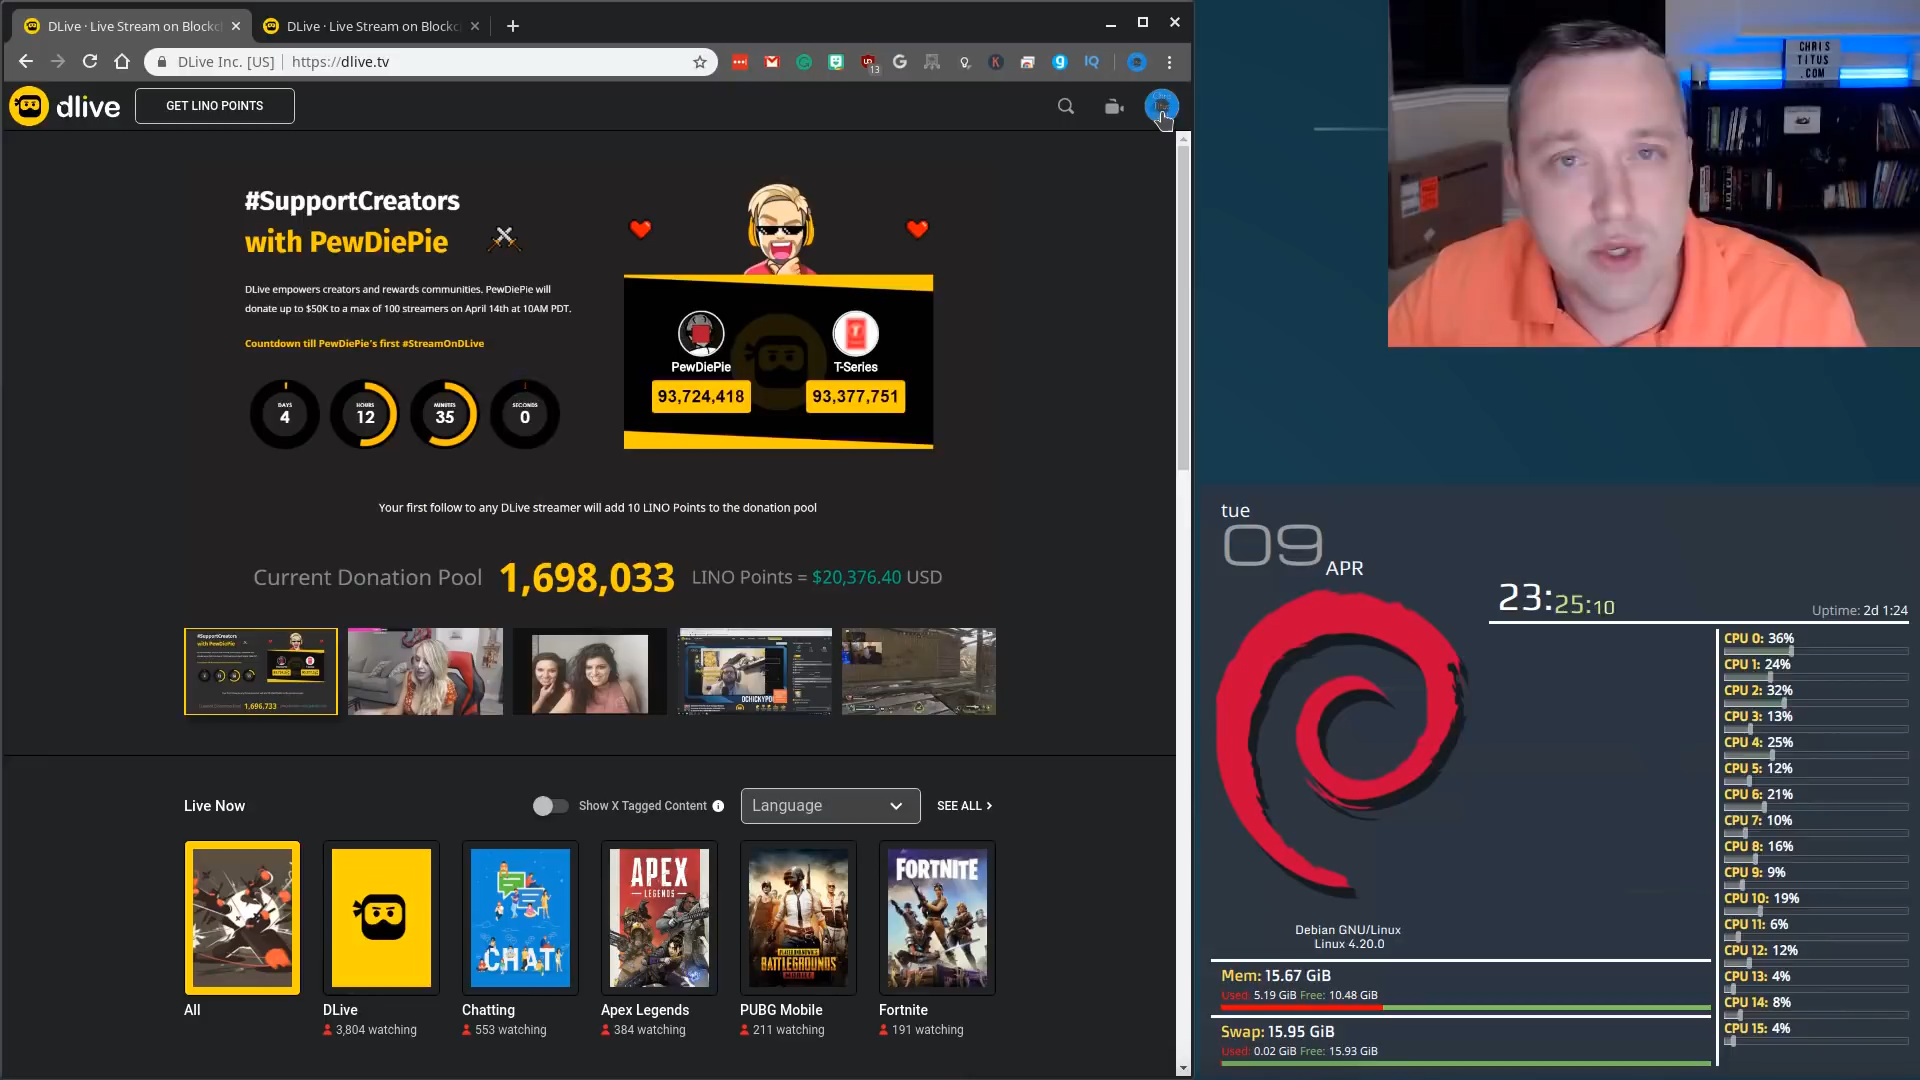 DLive · Live Stream on Blockc
DLive · Live Stream on Blockc
DLive Inc. [US] | https://dlive.tv
13
IQ
dlive
GET LINO POINTS
CHRIS
TITUS
.COM
#SupportCreators
with PewDiePie
DLive empowers creators and rewards communities. PewDiePie will
donate up to $50K to a max of 100 streamers on April 14th at 10AM PDT.
Countdown till PewDiePie's first #StreamOnDLive
DAYS
4
HOURS
12
MINUTES
35
SECONDS
0
PewDiePie
T-Series
93,724,418
93,377,751
Your first follow to any DLive streamer will add 10 LINO Points to the donation pool
Current Donation Pool 1,698,033 LINO Points = $20,376.40 USD
#SupportCreators
with PewDiePie
1,696,733
Live Now
Show X Tagged Content
Language
SEE ALL
CHAT
APEX
LEGENDS
BATTLEGROUNDS
MOBILE
FORTNITE
All
DLive
3,804 watching
Chatting
553 watching
Apex Legends
384 watching
PUBG Mobile
211 watching
Fortnite
191 watching
tue
09
APR
23:25:10
Uptime: 2d 1:24
Debian GNU/Linux
Linux 4.20.0
Mem: 15.67 GiB
Used: 5.19 GiB Free: 10.48 GiB
Swap: 15.95 GiB
Used: 0.02 GiB Free: 15.93 GiB
CPU 0: 36%
CPU 1: 24%
CPU 2: 32%
CPU 3: 13%
CPU 4: 25%
CPU 5: 12%
CPU 6: 21%
CPU 7: 10%
CPU 8: 16%
CPU 9: 9%
CPU 10: 19%
CPU 11: 6%
CPU 12: 12%
CPU 13: 4%
CPU 14: 8%
CPU 15: 4%